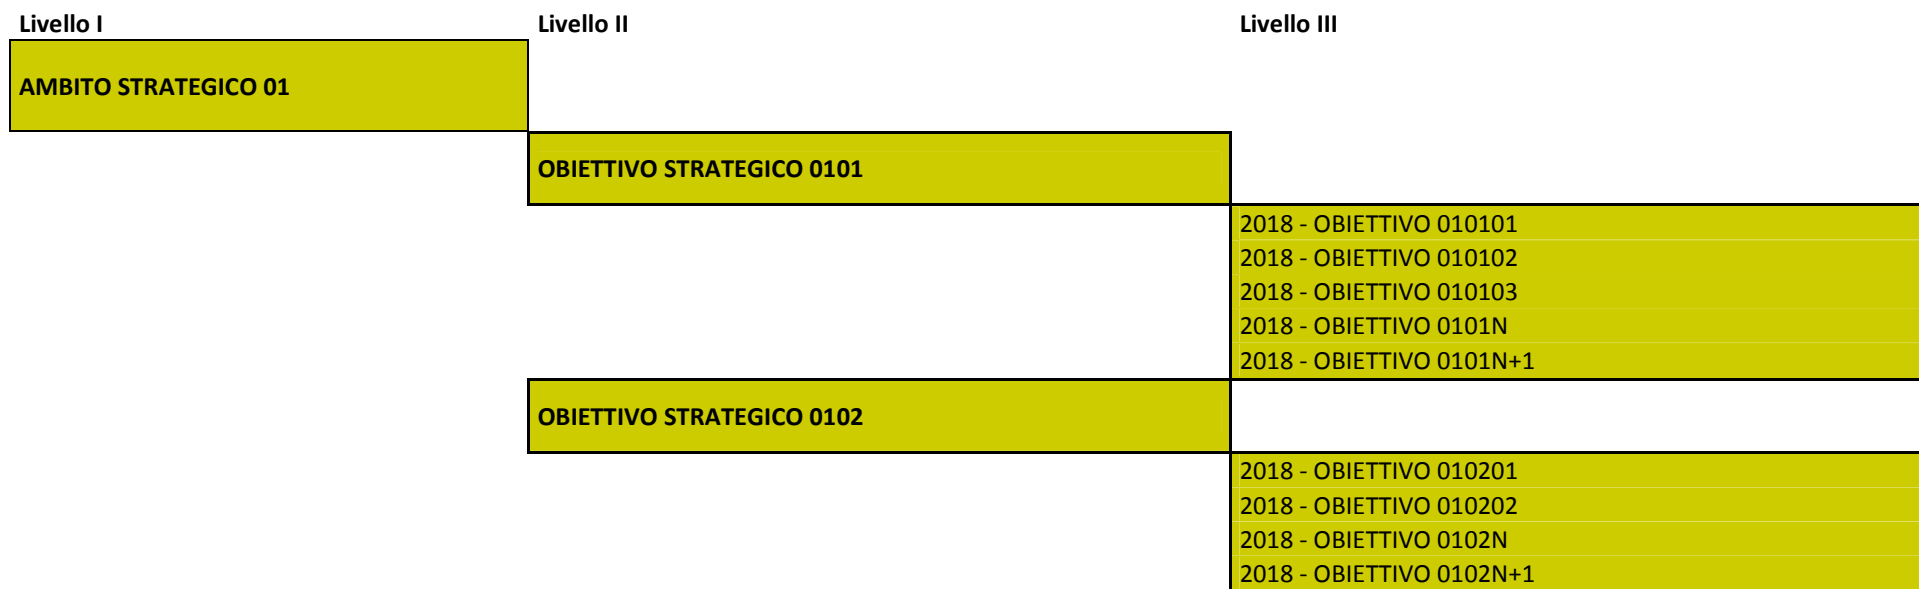 Livello I
Livello II
Livello III
AMBITO STRATEGICO 01
OBIETTIVO STRATEGICO 0101
2018 - OBIETTIVO 010101
2018 - OBIETTIVO 010102
2018 - OBIETTIVO 010103
2018 - OBIETTIVO 0101N
2018 - OBIETTIVO 0101N+1
OBIETTIVO STRATEGICO 0102
2018 - OBIETTIVO 010201
2018 - OBIETTIVO 010202
2018 - OBIETTIVO 0102N
2018 - OBIETTIVO 0102N+1